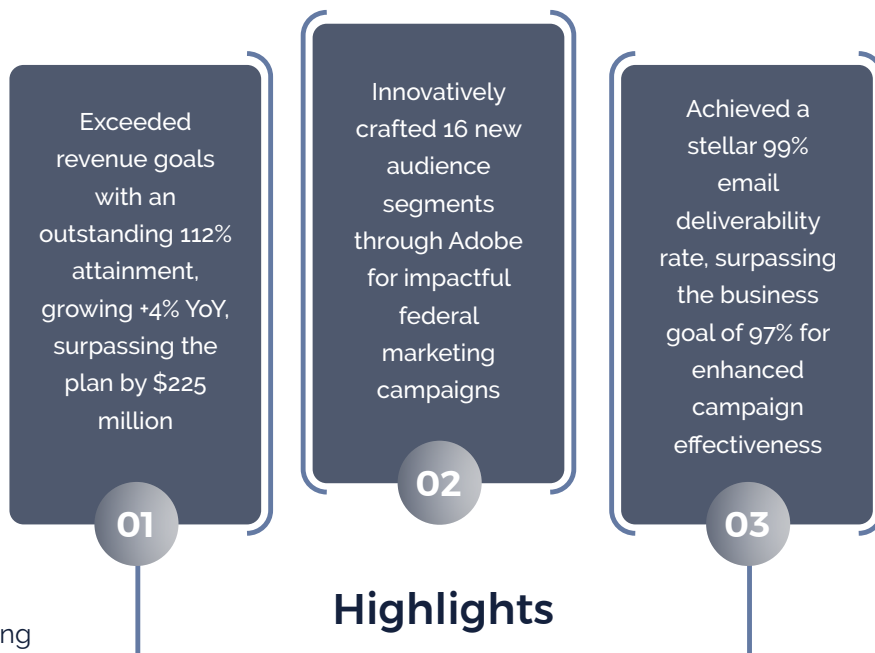 Exceeded
revenue goals
with an
outstanding 112%
attainment,
growing +4% YoY,
surpassing the
plan by $225
million
01
Innovatively
crafted 16 new
audience
segments
through Adobe
for impactful
federal
marketing
campaigns
02
Achieved a
stellar 99%
email
deliverability
rate, surpassing
the business
goal of 97% for
enhanced
campaign
effectiveness
03
Highlights
ng